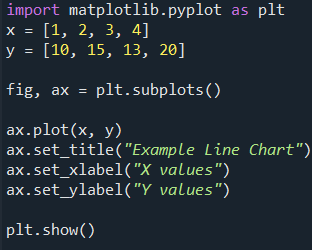 import matplotlib.pyplot as plt
x = [1, 2, 3, 4]
y = [10, 15, 13, 20]
fig, ax = plt.subplots()
ax.plot(x, y)
ax.set_title("Example Line Chart")
ax.set_xlabel("X values")
ax.set_ylabel("Y values")
plt.show()